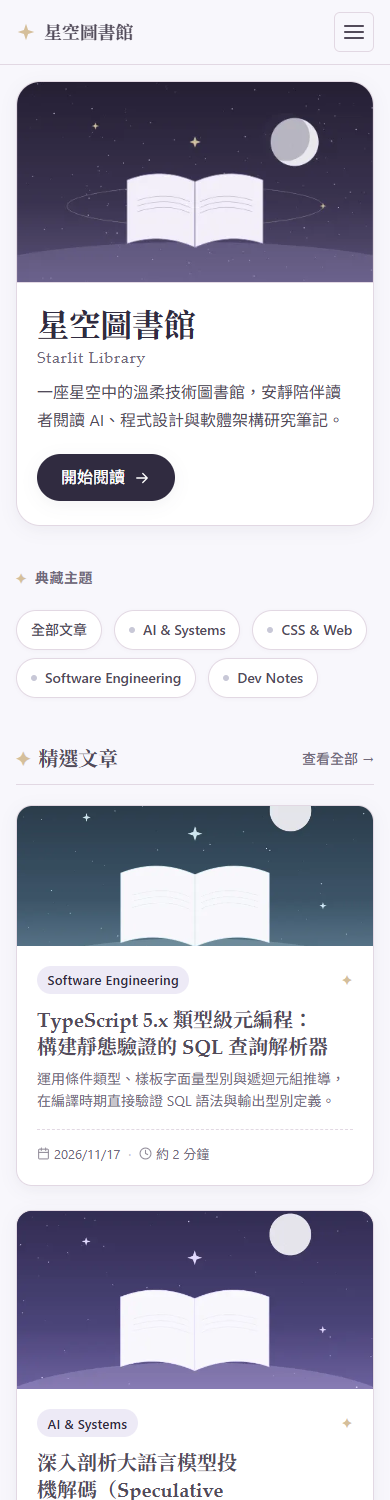 星空圖書館
星空圖書館
Starlit Library
一座星空中的溫柔技術圖書館，安靜陪伴讀
者閱讀 AI、程式設計與軟體架構研究筆記。
開始閱讀 →
典藏主題
全部文章
AI & Systems
CSS & Web
Software Engineering
Dev Notes
精選文章
查看全部 →
Software Engineering
TypeScript 5.x 類型級元編程：
構建靜態驗證的 SQL 查詢解析器
運用條件類型、樣板字面量型別與遞迴元組推導，
在編譯時期直接驗證 SQL 語法與輸出型別定義。
2026/11/17 · 約 2 分鐘
AI & Systems
深入剖析大語言模型投
機解碼（Speculative